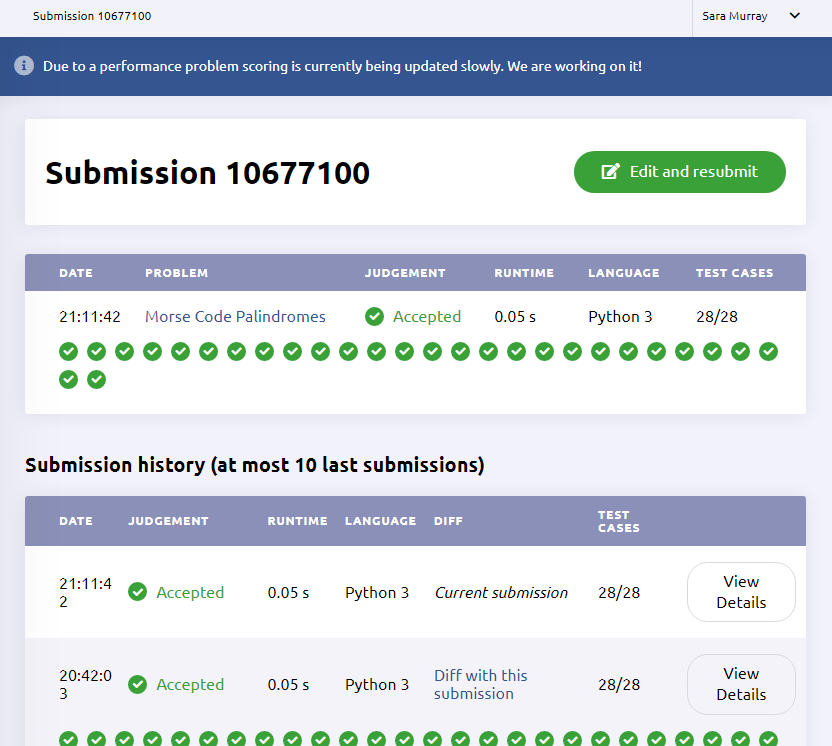 Submission 10677100
Sara Murray
Due to a performance problem scoring is currently being updated slowly. We are working on it!
Submission 10677100
Edit and resubmit
DATE PROBLEM JUDGEMENT RUNTIME LANGUAGE TEST CASES
21:11:42 Morse Code Palindromes Accepted 0.05 s Python 3 28/28
Submission history (at most 10 last submissions)
DATE JUDGEMENT RUNTIME LANGUAGE DIFF TEST
CASES
21:11:4
2
Accepted 0.05 s Python 3 Current submission 28/28
View
Details
20:42:0
3
Accepted 0.05 s Python 3
Diff with this
submission
28/28
View
Details